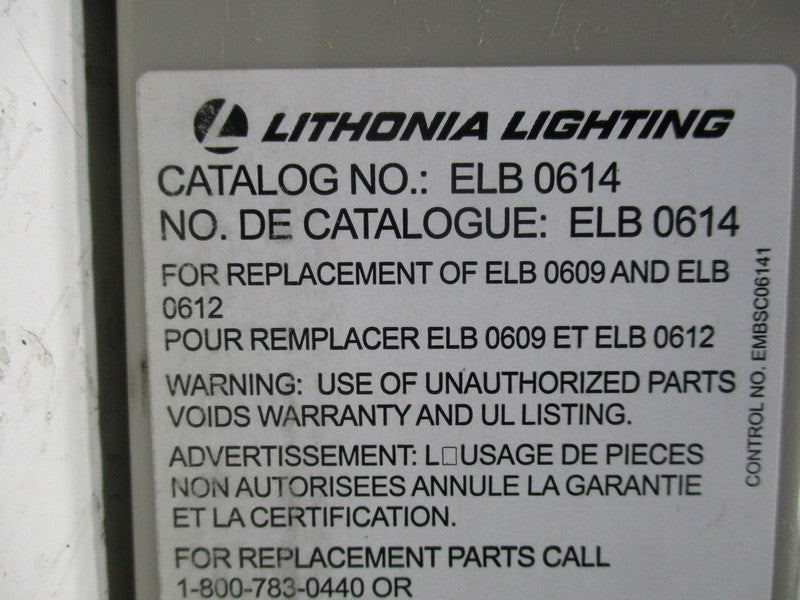 LITHONIA LIGHTING
CATALOG NO.: ELB 0614
NO. DE CATALOGUE: ELB 0614
FOR REPLACEMENT OF ELB 0609 AND ELB
0612
POUR REMPLACER ELB 0609 ET ELB 0612
WARNING: USE OF UNAUTHORIZED PARTS
VOIDS WARRANTY AND UL LISTING.
ADVERTISSEMENT: L□USAGE DE PIECES
NON AUTORISEES ANNULE LA GARANTIE
ET LA CERTIFICATION.
FOR REPLACEMENT PARTS CALL
1-800-783-0440 OR
CONTROL NO. EMBSC06141